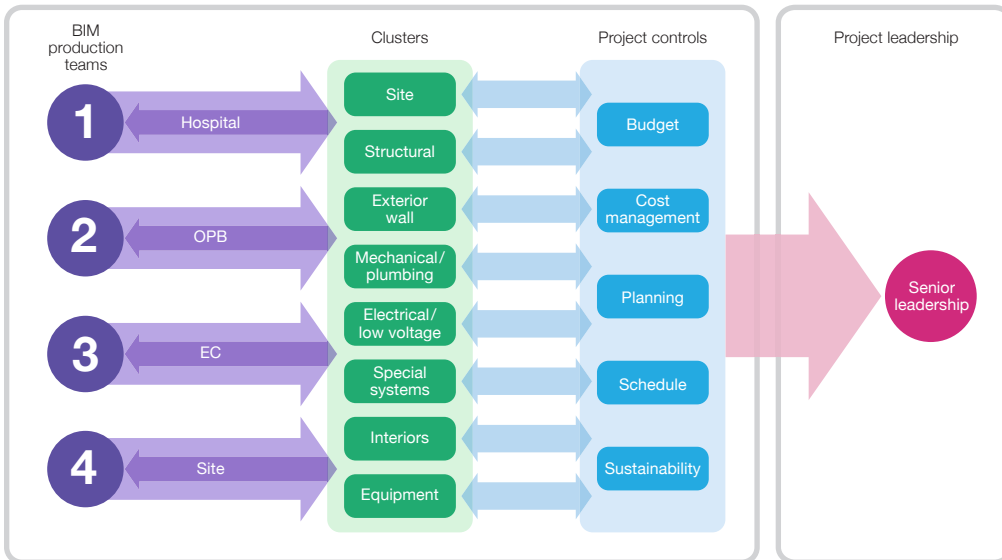 BIM
production
teams
Clusters
Project controls
Project leadership
1
Hospital
2
OPB
3
EC
4
Site
Site
Structural
Exterior
wall
Mechanical/
plumbing
Electrical/
low voltage
Special
systems
Interiors
Equipment
Budget
Cost
management
Planning
Schedule
Sustainability
Senior
leadership